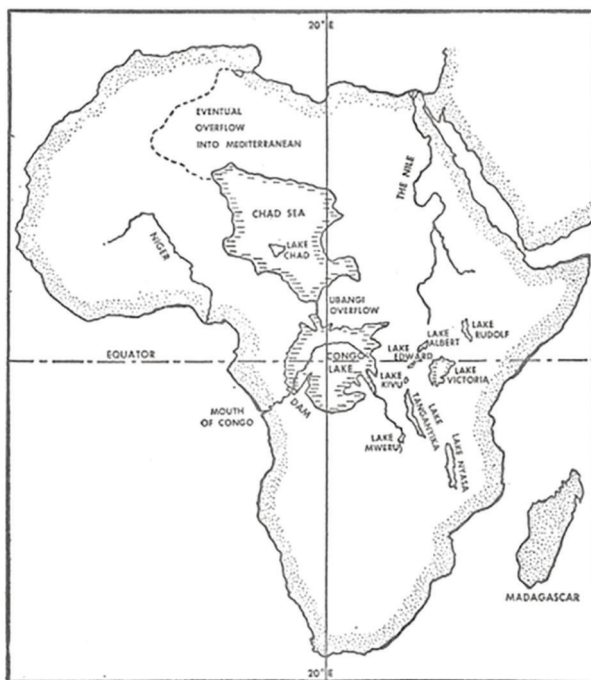 20° E
EVENTUAL
OVERFLOW
INTO MEDITERRANEAN
THE NILE
CHAD SEA
LAKE
CHAD
NIGER
UBANGI
OVERFLOW
LAKE
RUDOLF
LAKE
ALBERT
LAKE
EDWARD
EQUATOR
CONGO
LAKE
LAKE
KIVU
LAKE
VICTORIA
MOUTH
OF CONGO
DAM
LAKE
TANGANYIKA
LAKE
MWERU
LAKE NYASA
MADAGASCAR
20° E